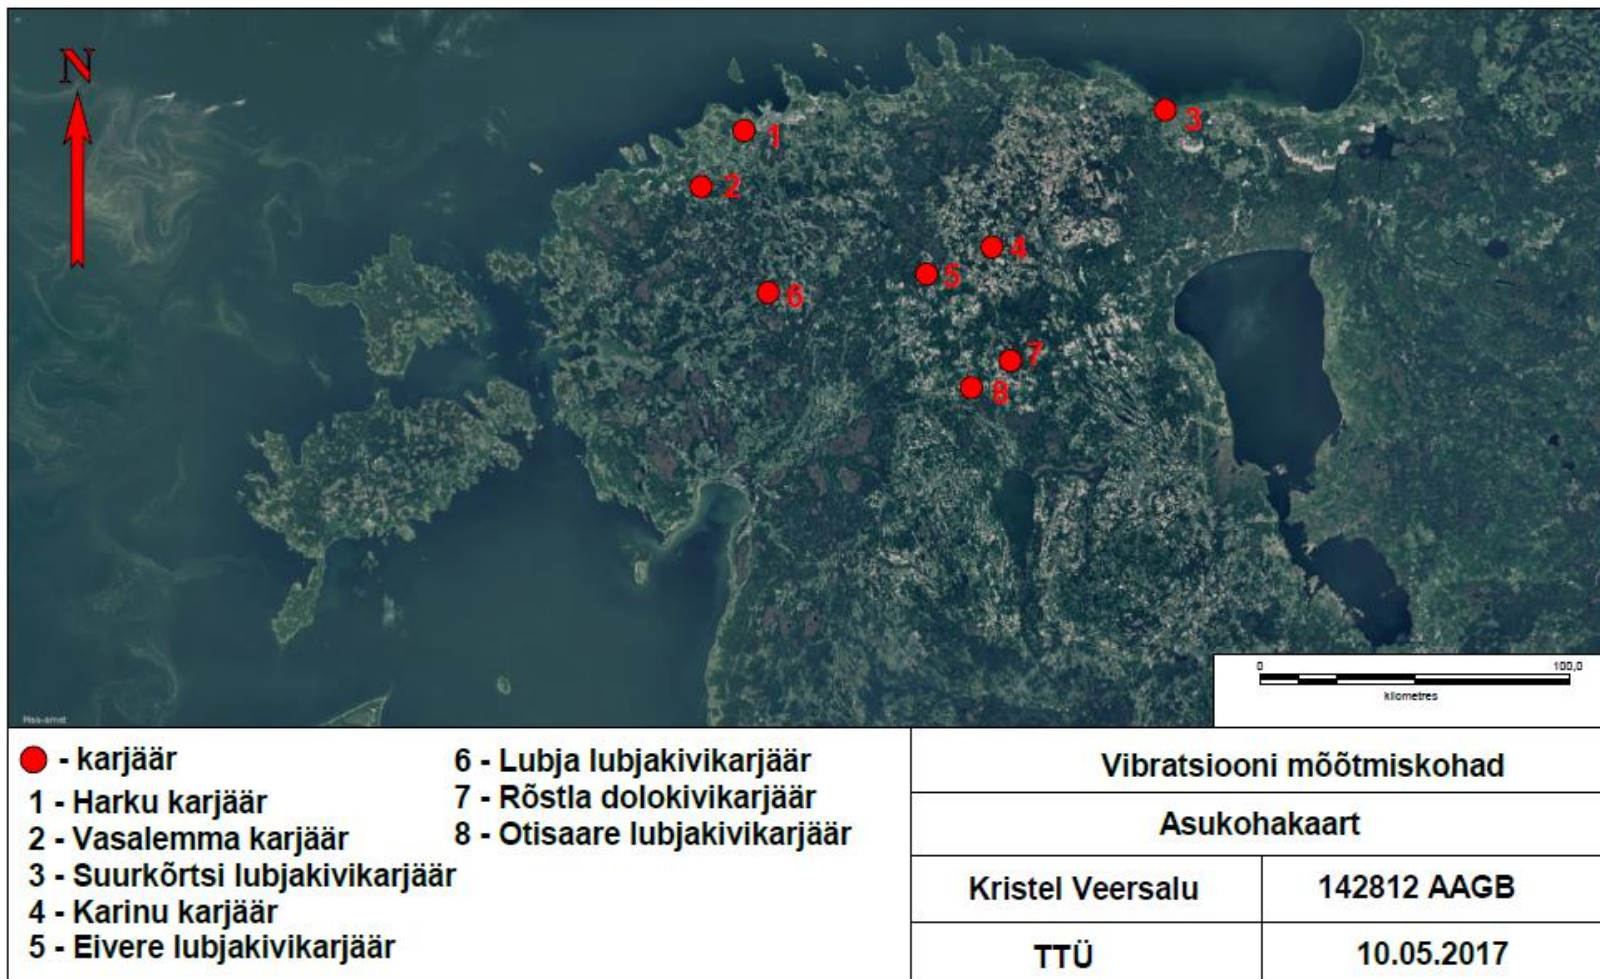 N
1
2
3
4
5
6
7
8
0 100,0
kilometres
- karjäär
1 - Harku karjäär
2 - Vasalemma karjäär
3 - Suurkõrtsi lubjakivikarjäär
4 - Karinu karjäär
5 - Eivere lubjakivikarjäär
6 - Lubja lubjakivikarjäär
7 - Rõstla dolokivikarjäär
8 - Otisaare lubjakivikarjäär
Vibratsiooni mõõtmiskohad
Asukohakaart
Kristel Veersalu 142812 AAGB
TTÜ 10.05.2017